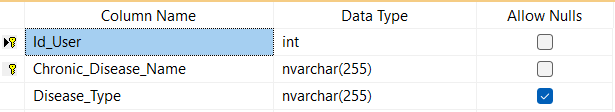 Column Name Data Type Allow Nulls
Id_User int
Chronic_Disease_Name nvarchar(255)
Disease_Type nvarchar(255)